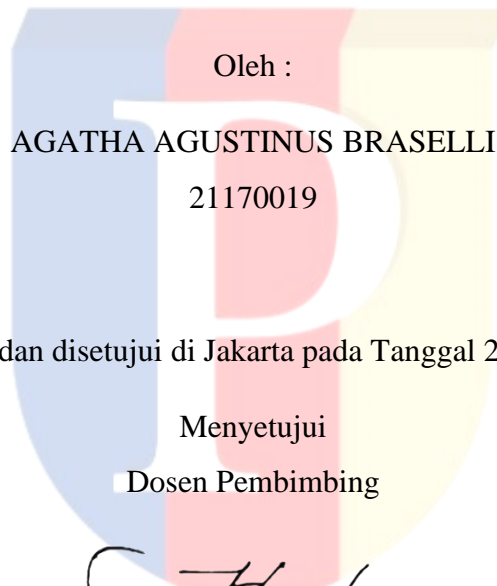 Oleh :
AGATHA AGUSTINUS BRASELLI
21170019
dan disetujui di Jakarta pada Tanggal 2
Menyetujui
Dosen Pembimbing
P